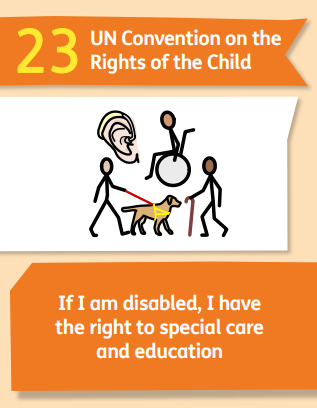 23
UN Convention on the
Rights of the Child
If I am disabled, I have
the right to special care
and education